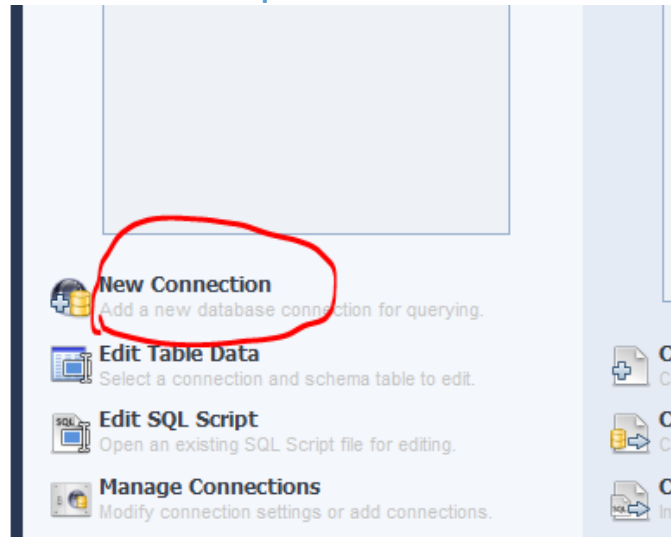 New Connection
Add a new database connection for querying.
Edit Table Data
Select a connection and schema table to edit.
Edit SQL Script
Open an existing SQL Script file for editing.
Manage Connections
Modify connection settings or add connections.
SQL